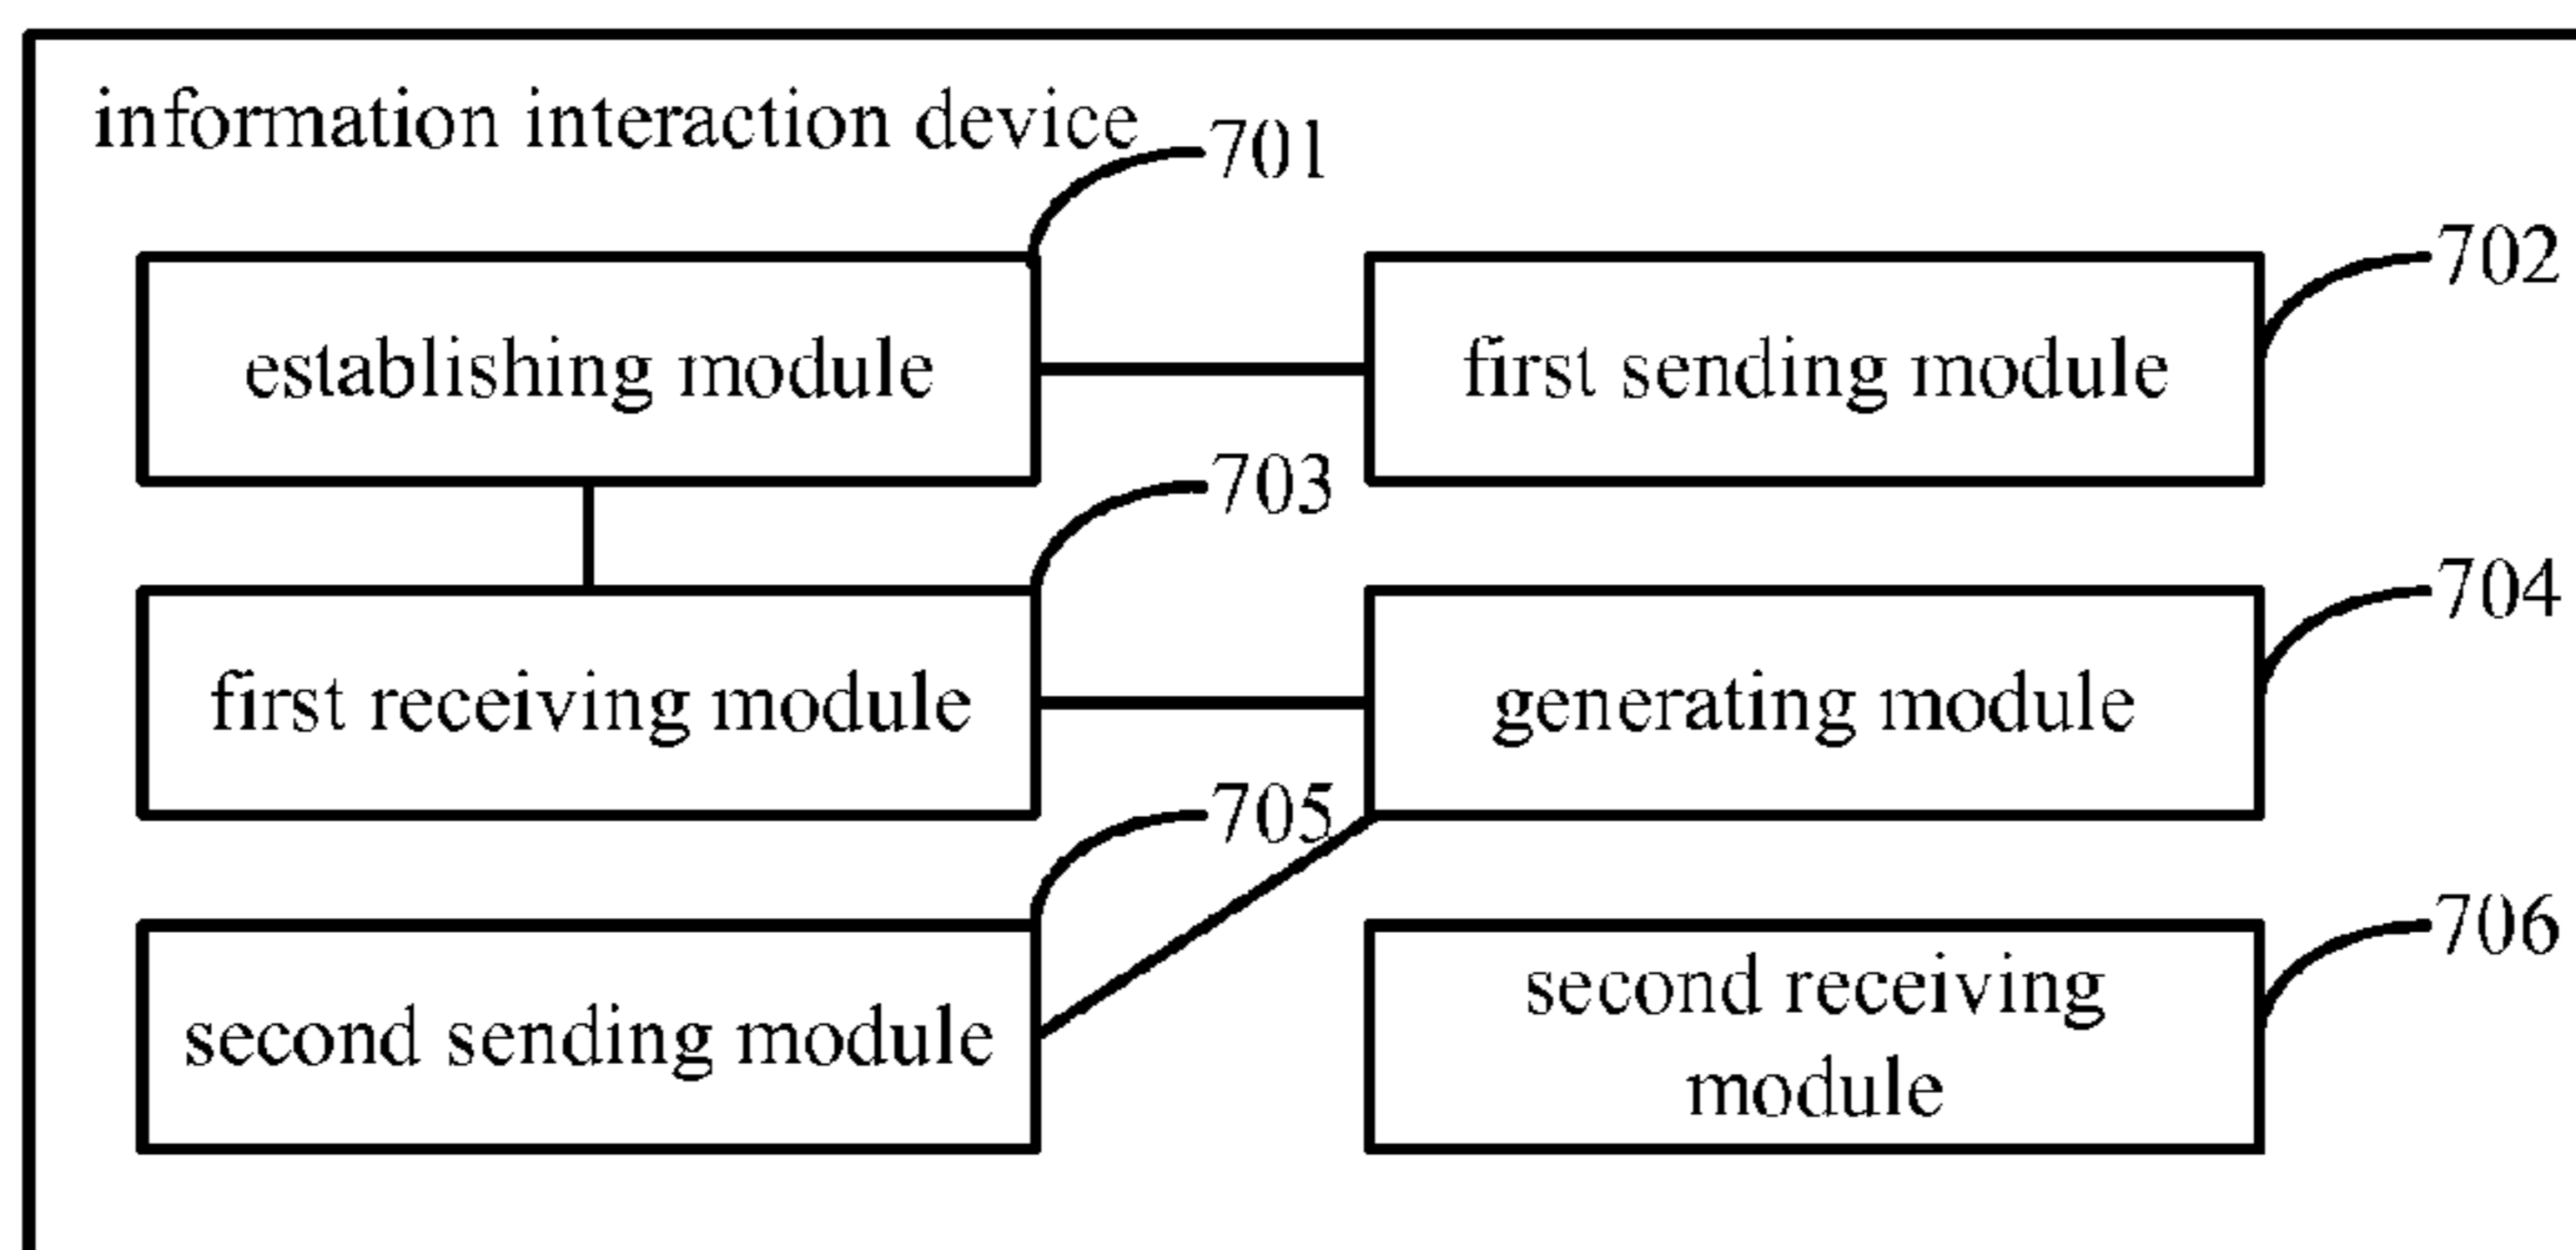 information interaction device
701
702
establishing module
first sending module
703
704
first receiving module
generating module
705
706
second sending module
second receiving
module